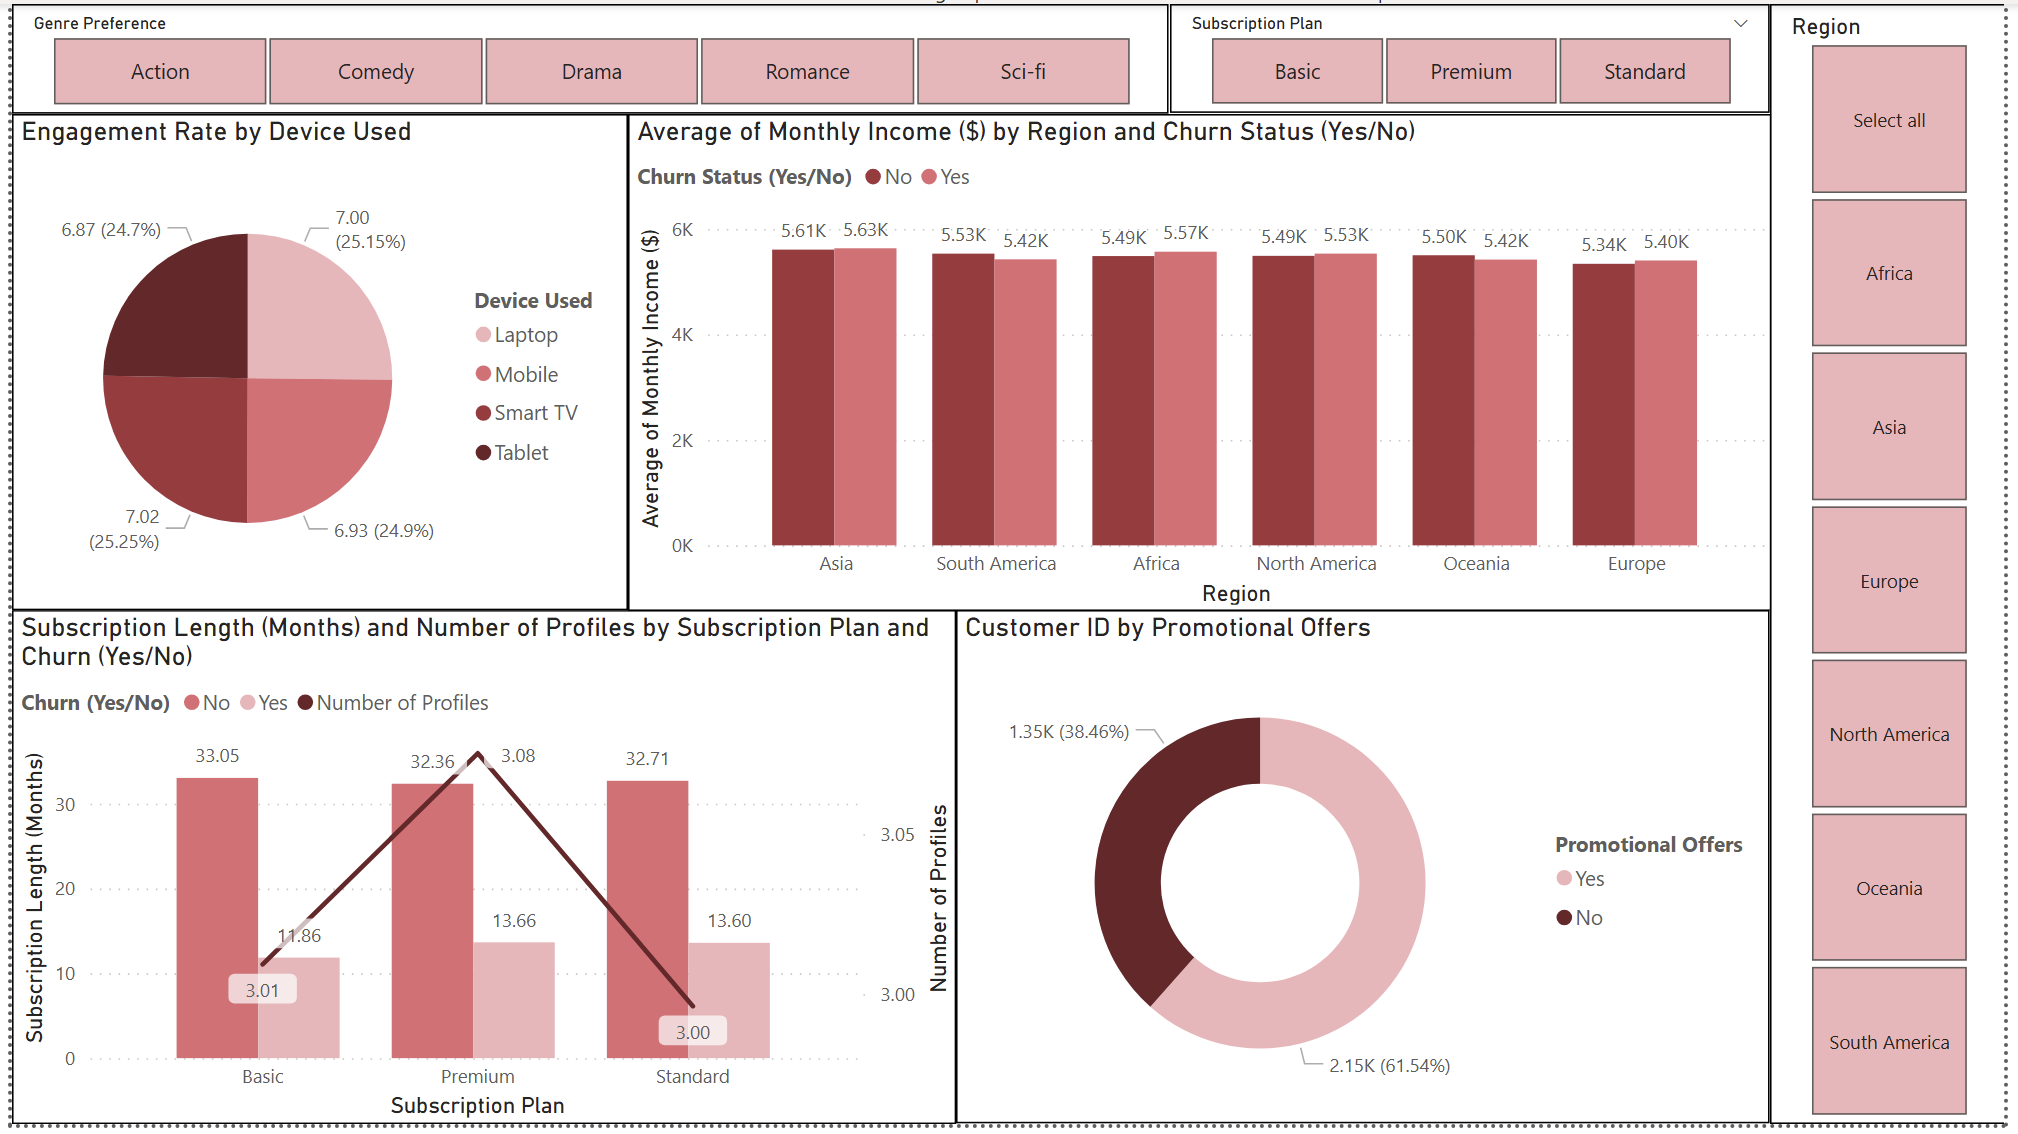 Genre Preference
Action
Comedy
Drama
Romance
Sci-fi
Subscription Plan
Basic
Premium
Standard
Region
Select all
Africa
Asia
Europe
North America
Oceania
South America
Engagement Rate by Device Used
6.87 (24.7%)
7.00
(25.15%)
7.02
(25.25%)
6.93 (24.9%)
Device Used
Laptop
Mobile
Smart TV
Tablet
Average of Monthly Income ($) by Region and Churn Status (Yes/No)
Churn Status (Yes/No) No Yes
Average of Monthly Income ($)
6K
4K
2K
0K
5.61K 5.63K 5.53K 5.42K 5.49K 5.57K 5.49K 5.53K 5.50K 5.42K 5.34K 5.40K
Asia South America Africa North America Oceania Europe
Region
Subscription Length (Months) and Number of Profiles by Subscription Plan and
Churn (Yes/No)
Churn (Yes/No) No Yes Number of Profiles
Subscription Length (Months)
30
20
10
0
33.05 32.36 3.08 32.71
11.86 13.66 13.60
3.01
3.00
3.05
3.00
Number of Profiles
Basic Premium Standard
Subscription Plan
Customer ID by Promotional Offers
1.35K (38.46%)
2.15K (61.54%)
Promotional Offers
Yes
No